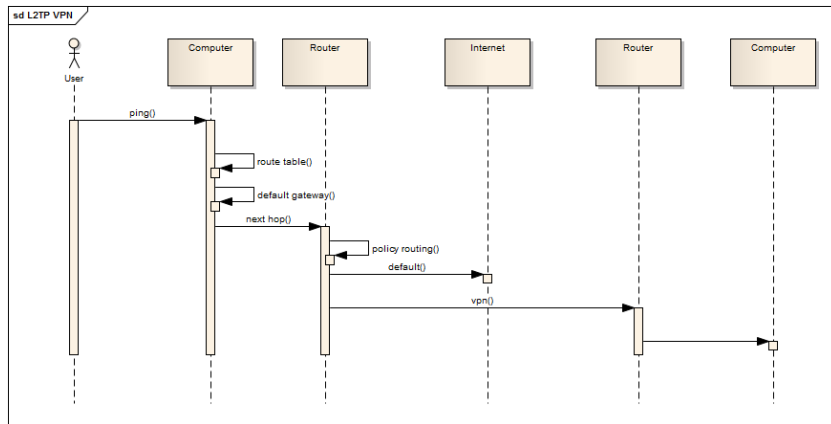 sd L2TP VPN
Computer
Router
Internet
Router
Computer
User
ping()
route table()
default gateway()
next hop()
policy routing()
default()
vpn()